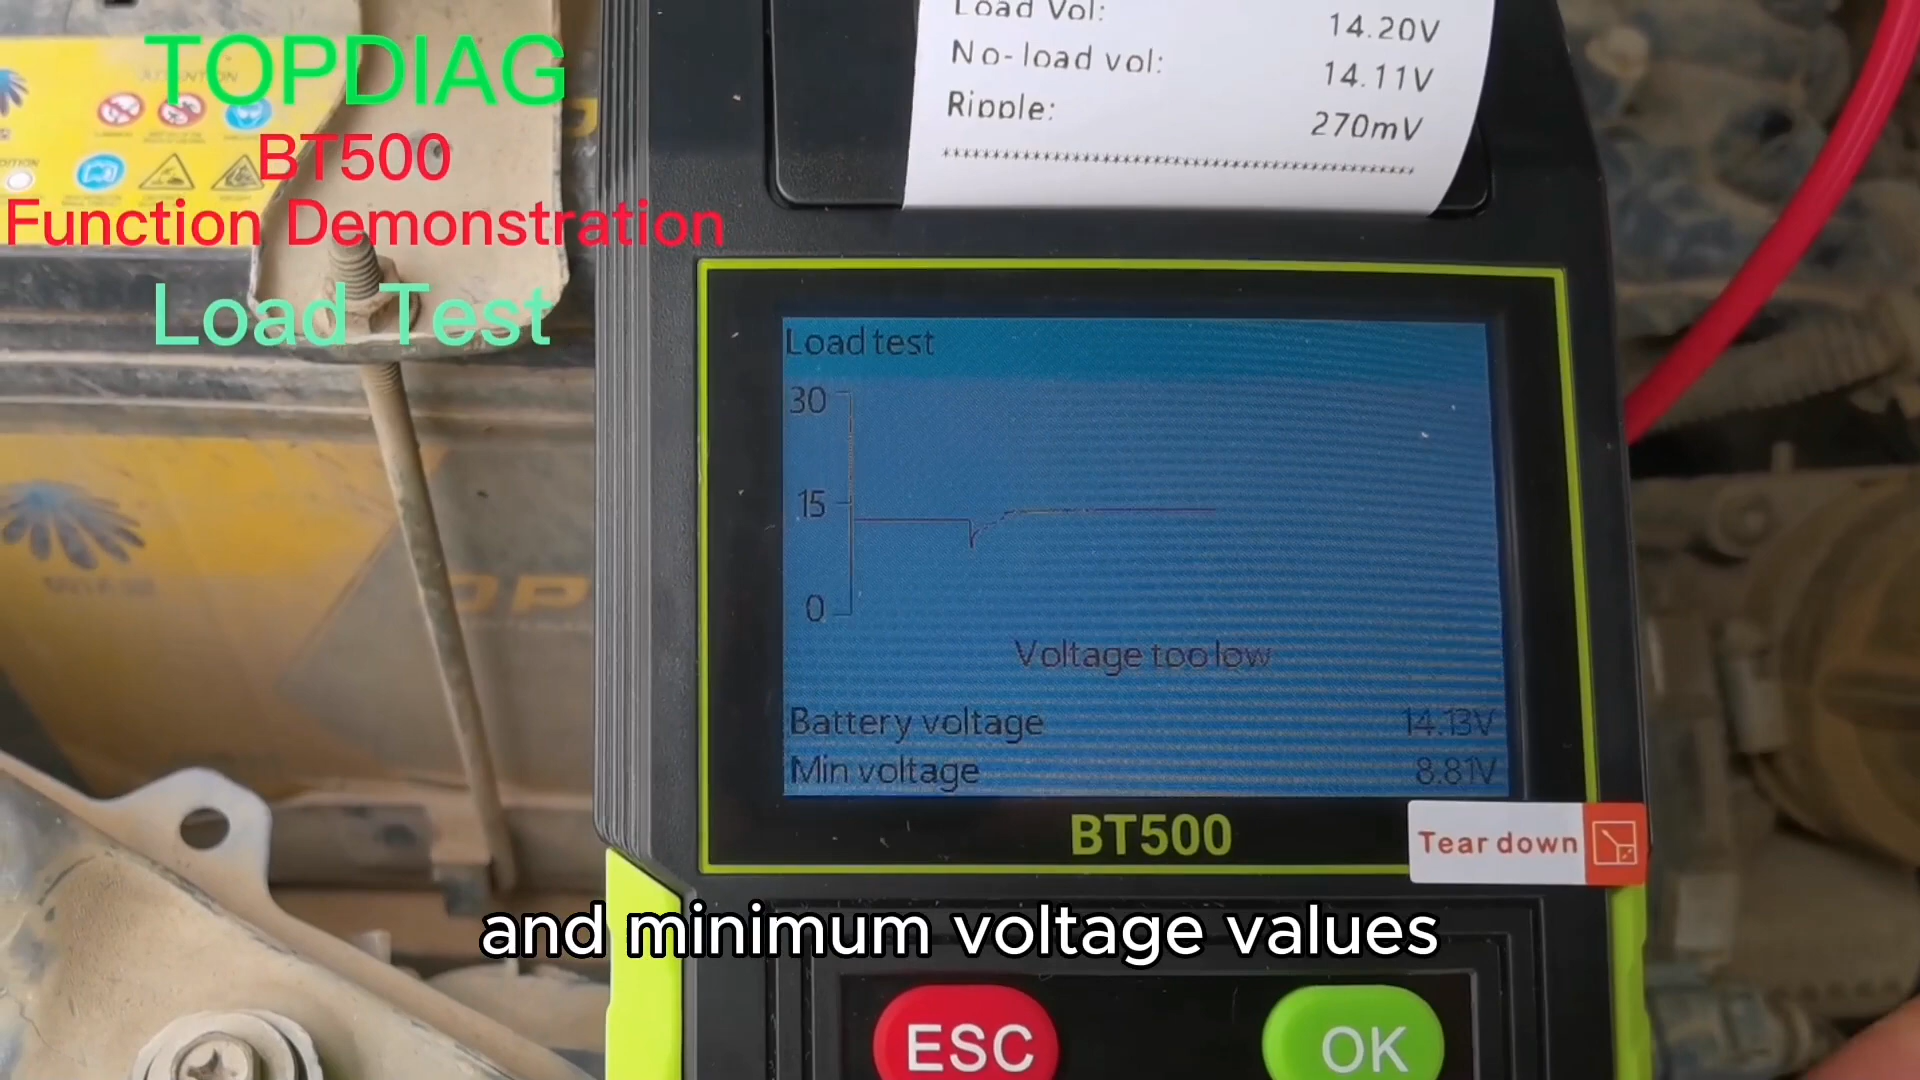 TOPDIAG
BT500
Function Demonstration
Load Test
ATTENTION
Load Vol: 14.20V
No-load vol: 14.11V
Ripple: 270mV
****************************************
Load test
30
15
0
Voltage too low
Battery voltage 14.13V
Min voltage 8.81V
BT500
Tear down
and minimum voltage values
ESC
OK